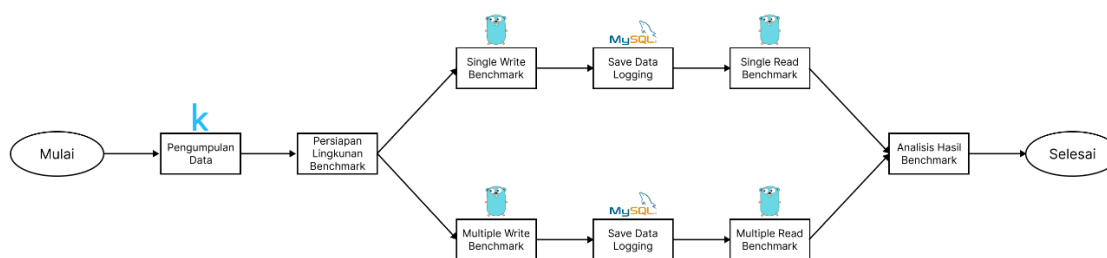 Mulai
k
Pengumpulan
Data
Persiapan
Lingkunan
Benchmark
Single Write
Benchmark
MySQL
Save Data
Logging
Single Read
Benchmark
Multiple Write
Benchmark
MySQL
Save Data
Logging
Multiple Read
Benchmark
Analisis Hasil
Benchmark
Selesai